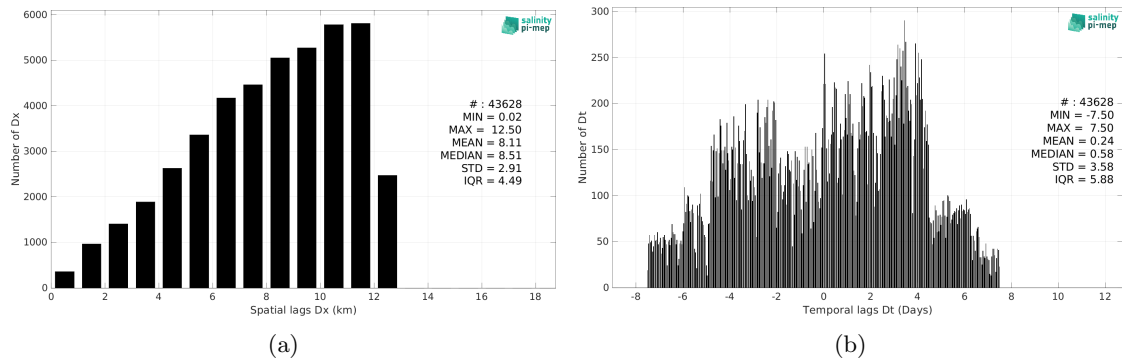 6000
5000
4000
3000
2000
1000
0
Number of Dx
0 2 4 6 8 10 12 14 16 18
Spatial lags Dx (km)
salinity
pi-mep
# : 43628
MIN = 0.02
MAX = 12.50
MEAN = 8.11
MEDIAN = 8.51
STD = 2.91
IQR = 4.49
(a)
300
250
200
150
100
50
0
Number of Dt
-8 -6 -4 -2 0 2 4 6 8 10 12
Temporal lags Dt (Days)
salinity
pi-mep
# : 43628
MIN = -7.50
MAX = 7.50
MEAN = 0.24
MEDIAN = 0.58
STD = 3.58
IQR = 5.88
(b)